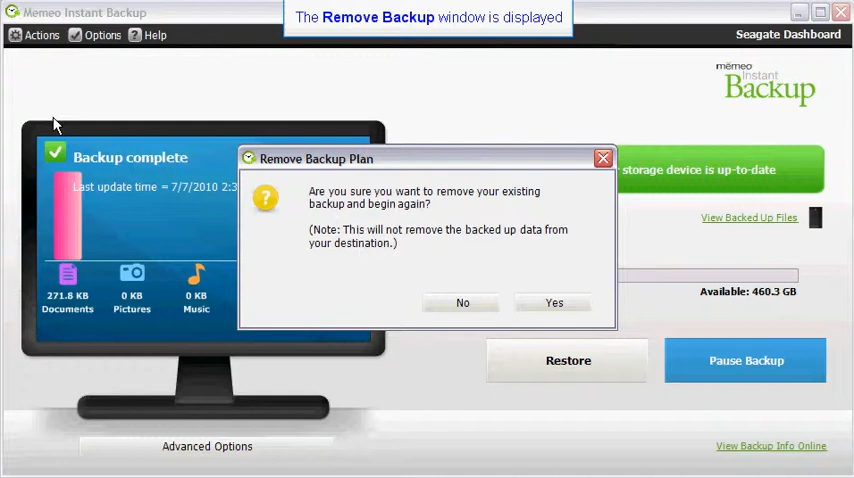 Memeo Instant Backup
The Remove Backup window is displayed
Actions Options Help
Seagate Dashboard
memeo
Instant
Backup
Backup complete
Last update time = 7/7/2010 2:3
271.8 KB
Documents
0 KB
Pictures
0 KB
Music
Remove Backup Plan
Are you sure you want to remove your existing
backup and begin again?
(Note: This will not remove the backed up data from
your destination.)
No Yes
storage device is up-to-date
View Backed Up Files
Available: 460.3 GB
Restore
Pause Backup
Advanced Options
View Backup Info Online